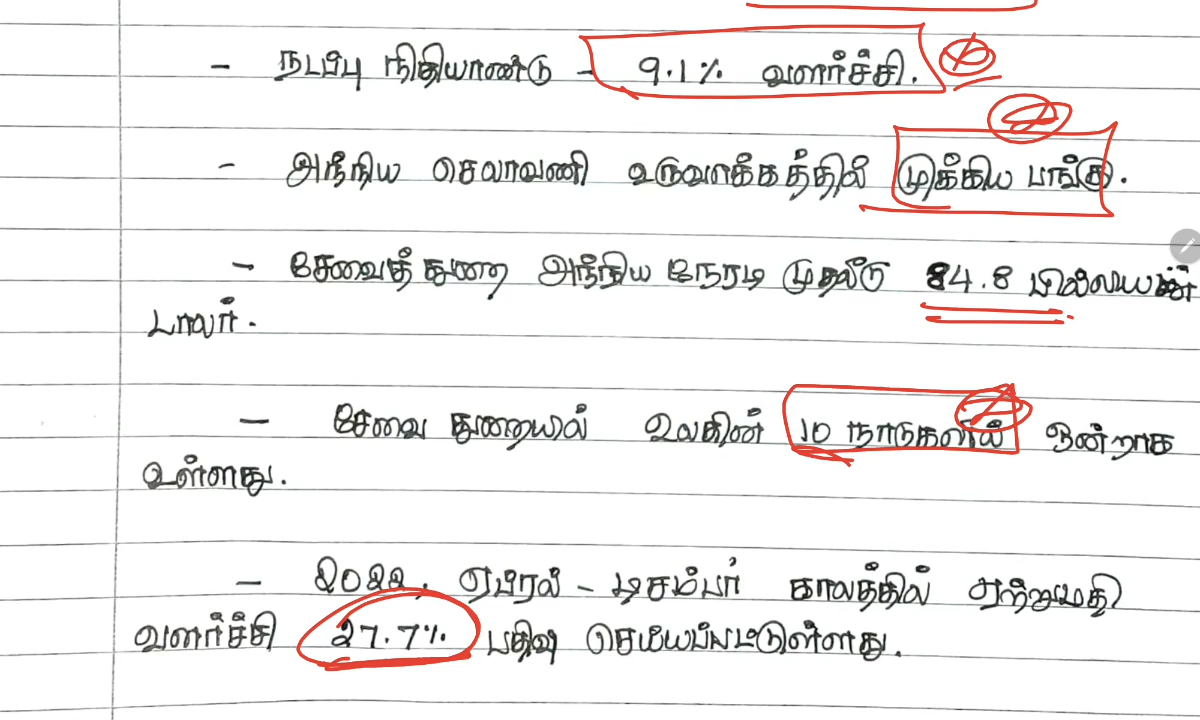 - நடப்பு நிதியாண்டு - 9.1% வளர்ச்சி.
- அந்நிய செலாவணி உருவாக்கத்தில் முக்கிய பாங்கு.
- சேவைத் துறை அந்நிய நேரடி முதலீடு 84.8 பில்லியன்
டாலர்.
- சேவை துறையில் உலகின் 10 நாடுகளில் ஒன்றாக
உள்ளது.
- 2022, ஏப்ரல் - டிசம்பர் காலத்தில் ஏற்றுமதி
வளர்ச்சி 27.7% பதிவு செய்யப்பட்டுள்ளது.